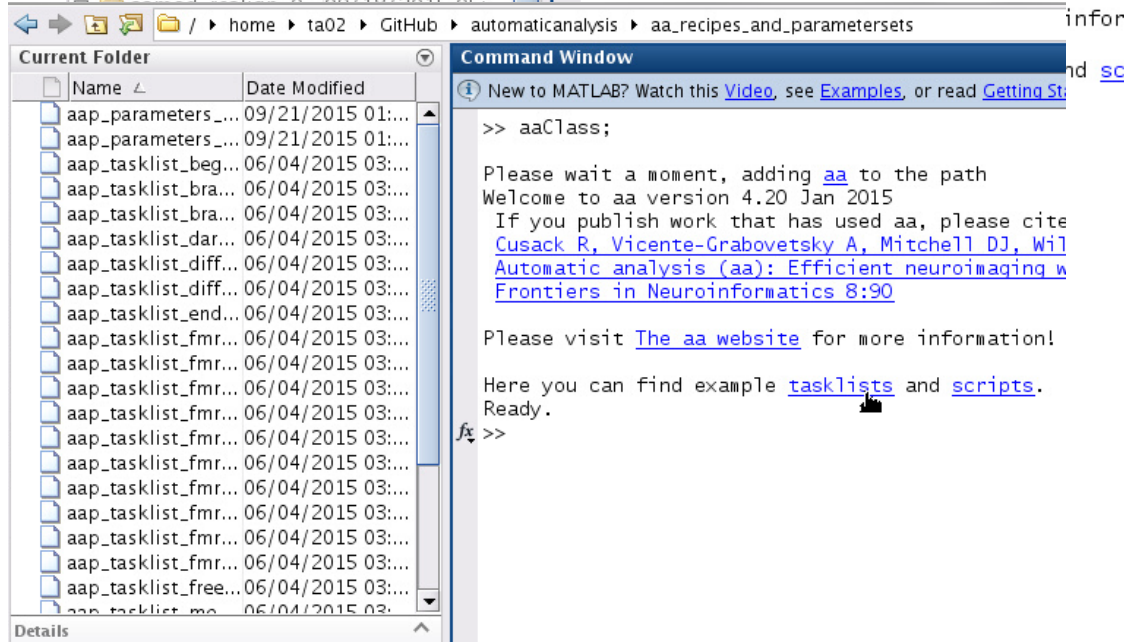 / home ta02 GitHub automaticanalysis aa_recipes_and_parametersets
infor
Current Folder
Name Date Modified
aap_parameters_... 09/21/2015 01:...
aap_parameters_... 09/21/2015 01:...
aap_tasklist_beg... 06/04/2015 03:...
aap_tasklist_bra... 06/04/2015 03:...
aap_tasklist_bra... 06/04/2015 03:...
aap_tasklist_dar... 06/04/2015 03:...
aap_tasklist_diff... 06/04/2015 03:...
aap_tasklist_diff... 06/04/2015 03:...
aap_tasklist_end... 06/04/2015 03:...
aap_tasklist_fmr... 06/04/2015 03:...
aap_tasklist_fmr... 06/04/2015 03:...
aap_tasklist_fmr... 06/04/2015 03:...
aap_tasklist_fmr... 06/04/2015 03:...
aap_tasklist_fmr... 06/04/2015 03:...
aap_tasklist_fmr... 06/04/2015 03:...
aap_tasklist_fmr... 06/04/2015 03:...
aap_tasklist_fmr... 06/04/2015 03:...
aap_tasklist_fmr... 06/04/2015 03:...
aap_tasklist_fmr... 06/04/2015 03:...
aap_tasklist_free... 06/04/2015 03:...
Details
Command Window
nd sc
New to MATLAB? Watch this Video, see Examples, or read Getting St
>> aaClass;
Please wait a moment, adding aa to the path
Welcome to aa version 4.20 Jan 2015
If you publish work that has used aa, please cite
Cusack R, Vicente-Grabovetsky A, Mitchell DJ, Wil
Automatic analysis (aa): Efficient neuroimaging w
Frontiers in Neuroinformatics 8:90
Please visit The aa website for more information!
Here you can find example tasklists and scripts.
Ready.
fx >>